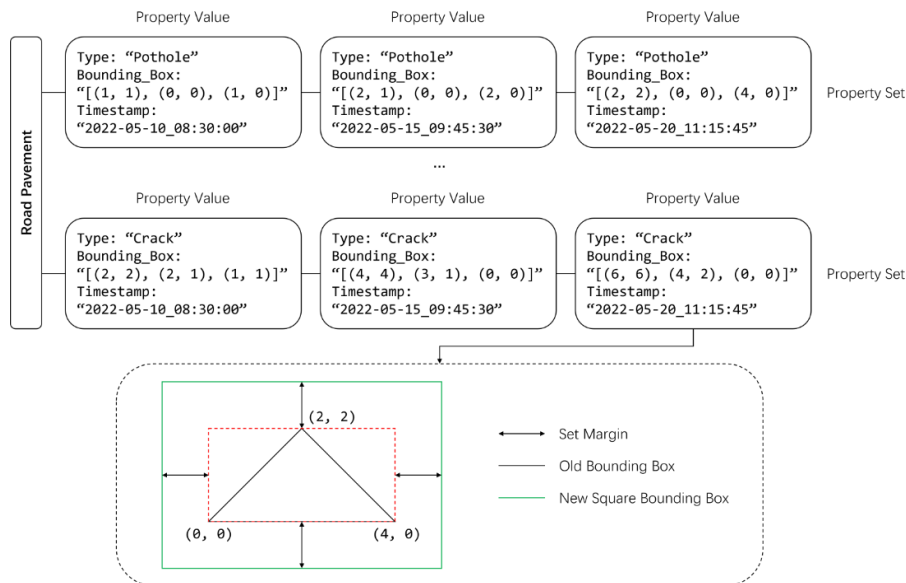 Property Value
Property Value
Property Value
Road Pavement
Type: “Pothole”
Bounding_Box:
“[(1, 1), (0, 0), (1, 0)]”
Timestamp:
“2022-05-10_08:30:00”
Type: “Pothole”
Bounding_Box:
“[(2, 1), (0, 0), (2, 0)]”
Timestamp:
“2022-05-15_09:45:30”
Type: “Pothole”
Bounding_Box:
“[(2, 2), (0, 0), (4, 0)]”
Timestamp:
“2022-05-20_11:15:45”
Property Set
...
Property Value
Property Value
Property Value
Type: “Crack”
Bounding_Box:
“[(2, 2), (2, 1), (1, 1)]”
Timestamp:
“2022-05-10_08:30:00”
Type: “Crack”
Bounding_Box:
“[(4, 4), (3, 1), (0, 0)]”
Timestamp:
“2022-05-15_09:45:30”
Type: “Crack”
Bounding_Box:
“[(6, 6), (4, 2), (0, 0)]”
Timestamp:
“2022-05-20_11:15:45”
Property Set
(2, 2)
(0, 0)
(4, 0)
Set Margin
Old Bounding Box
New Square Bounding Box